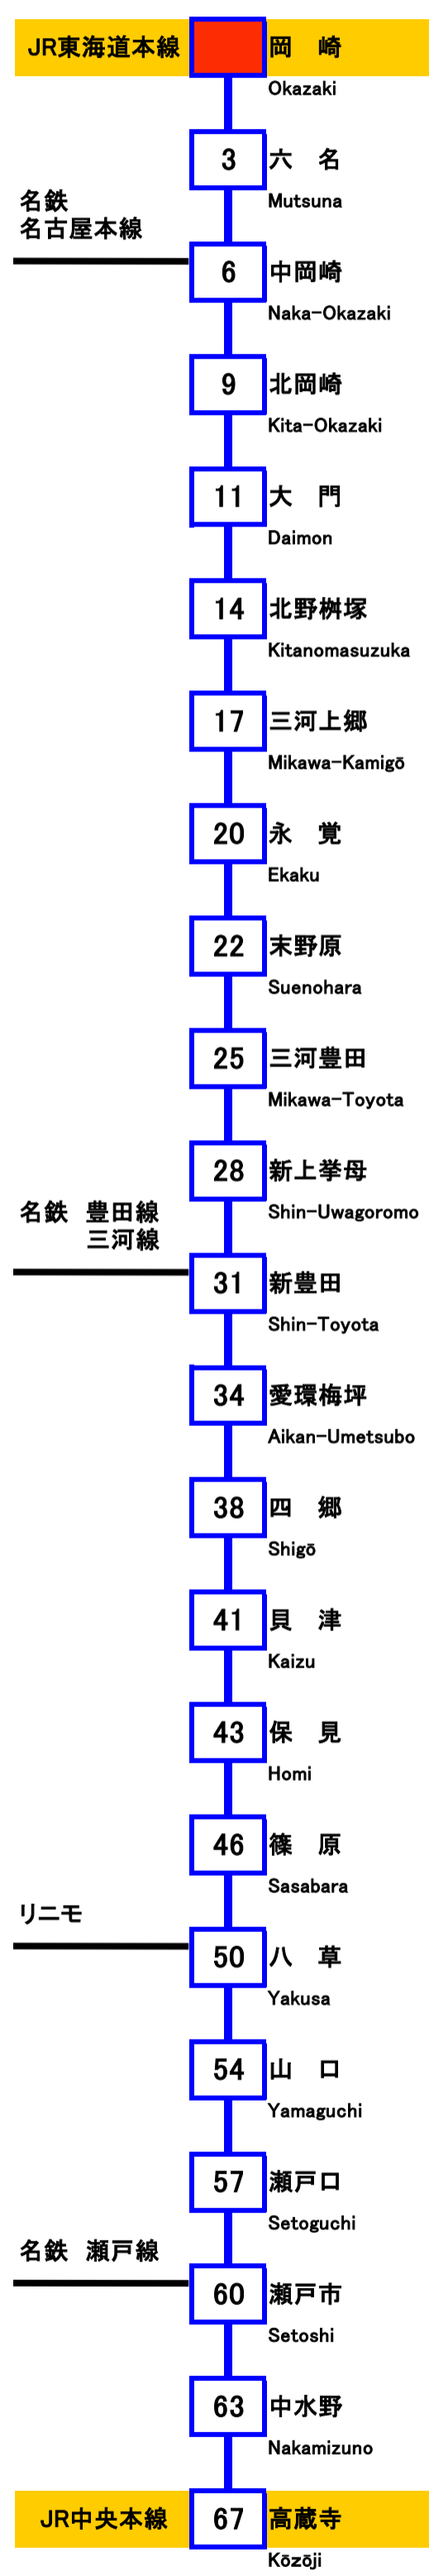 JR東海道本線 岡　崎
Okazaki
3 六　名
Mutsuna
名鉄
名古屋本線
6 中岡崎
Naka-Okazaki
9 北岡崎
Kita-Okazaki
11 大　門
Daimon
14 北野桝塚
Kitanomasuzuka
17 三河上郷
Mikawa-Kamigō
20 永　覚
Ekaku
22 末野原
Suenohara
25 三河豊田
Mikawa-Toyota
28 新上挙母
Shin-Uwagoromo
名鉄　豊田線
三河線
31 新豊田
Shin-Toyota
34 愛環梅坪
Aikan-Umetsubo
38 四　郷
Shigō
41 貝　津
Kaizu
43 保　見
Homi
46 篠　原
Sasabara
リニモ
50 八　草
Yakusa
54 山　口
Yamaguchi
57 瀬戸口
Setoguchi
名鉄　瀬戸線
60 瀬戸市
Setoshi
63 中水野
Nakamizuno
JR中央本線 67 高蔵寺
Kōzōji